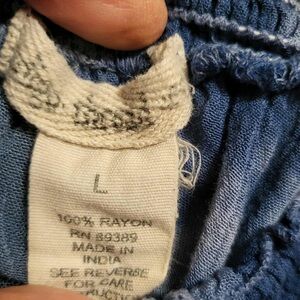 L
100% RAYON
RN 89389
MADE IN
INDIA
SEE REVERSE
FOR CARE